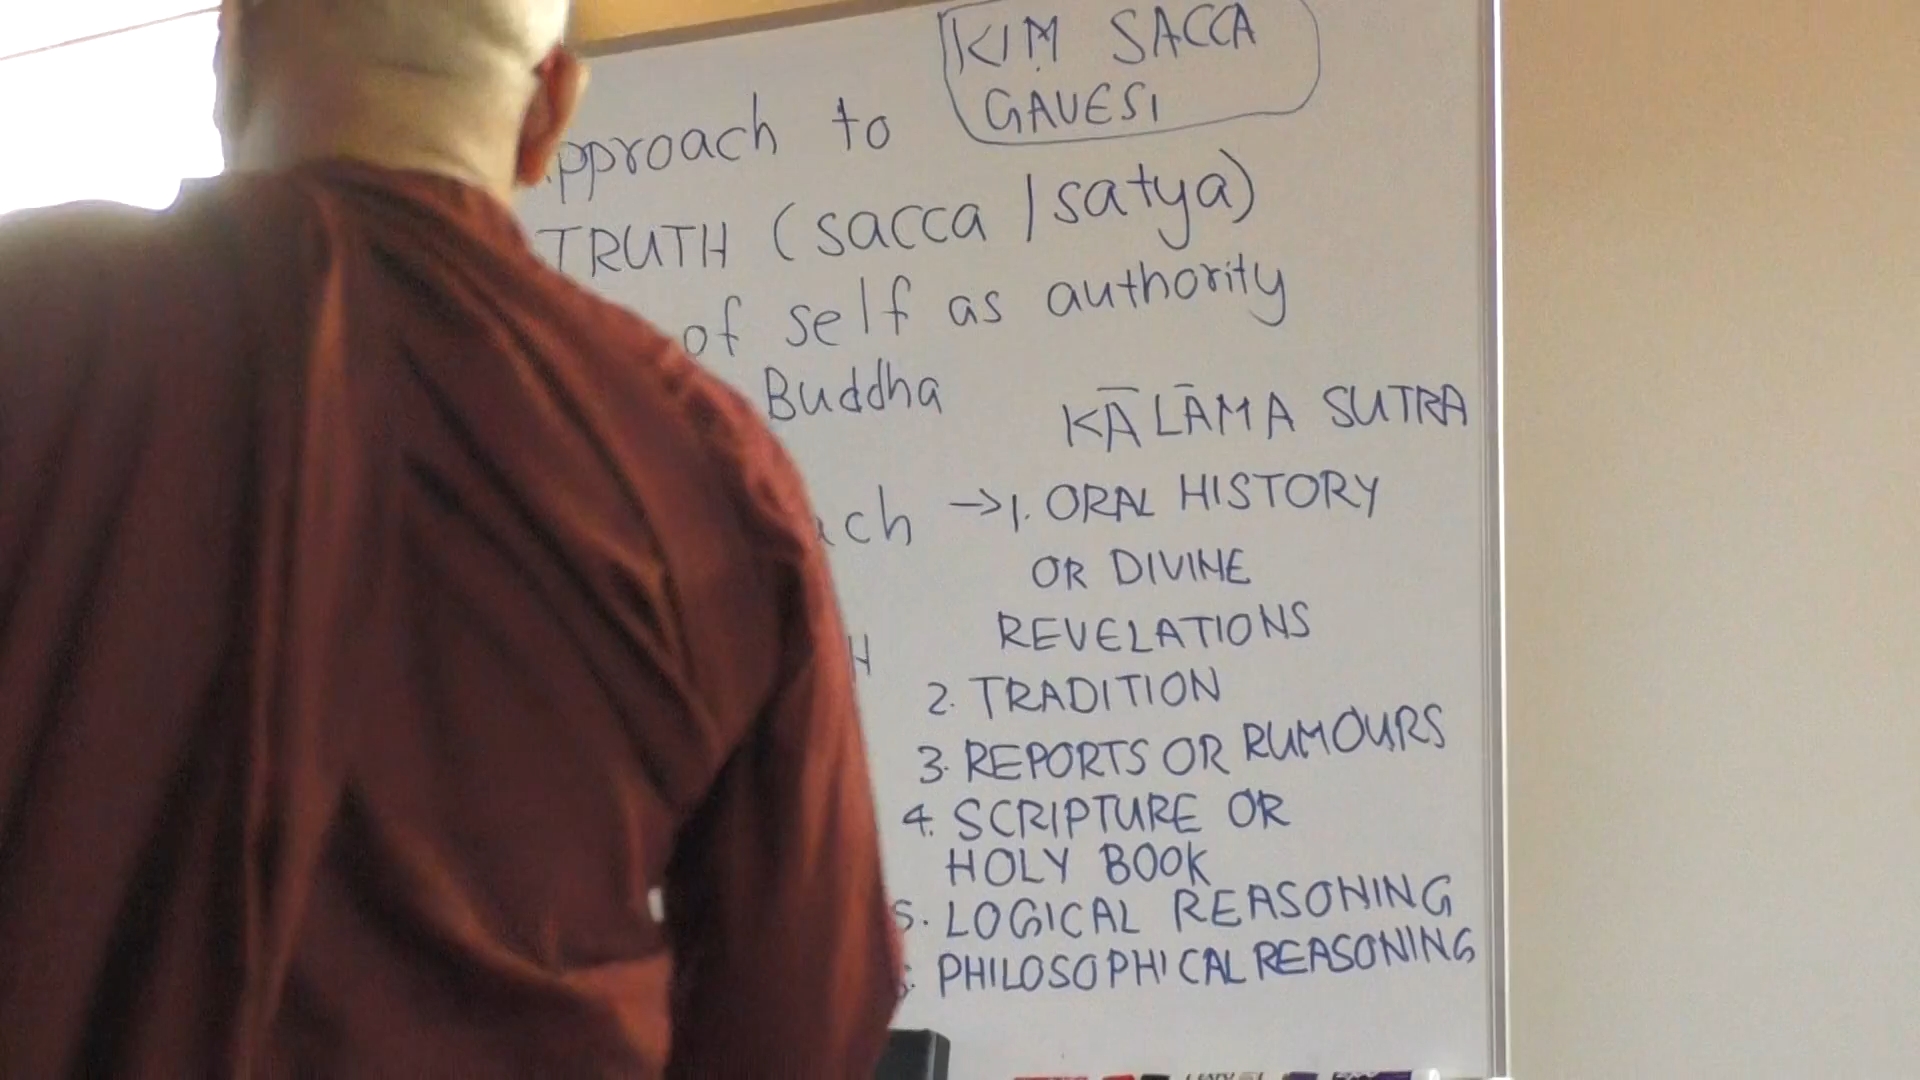 KIṂ SACCA
GAVESI
pproach to
TRUTH (sacca / satya)
of self as authority
Buddha
KĀLĀMA SUTRA
ch → 1. ORAL HISTORY
OR DIVINE
REVELATIONS
H
2. TRADITION
3. REPORTS OR RUMOURS
4. SCRIPTURE OR
HOLY BOOK
5. LOGICAL REASONING
PHILOSOPHICAL REASONING